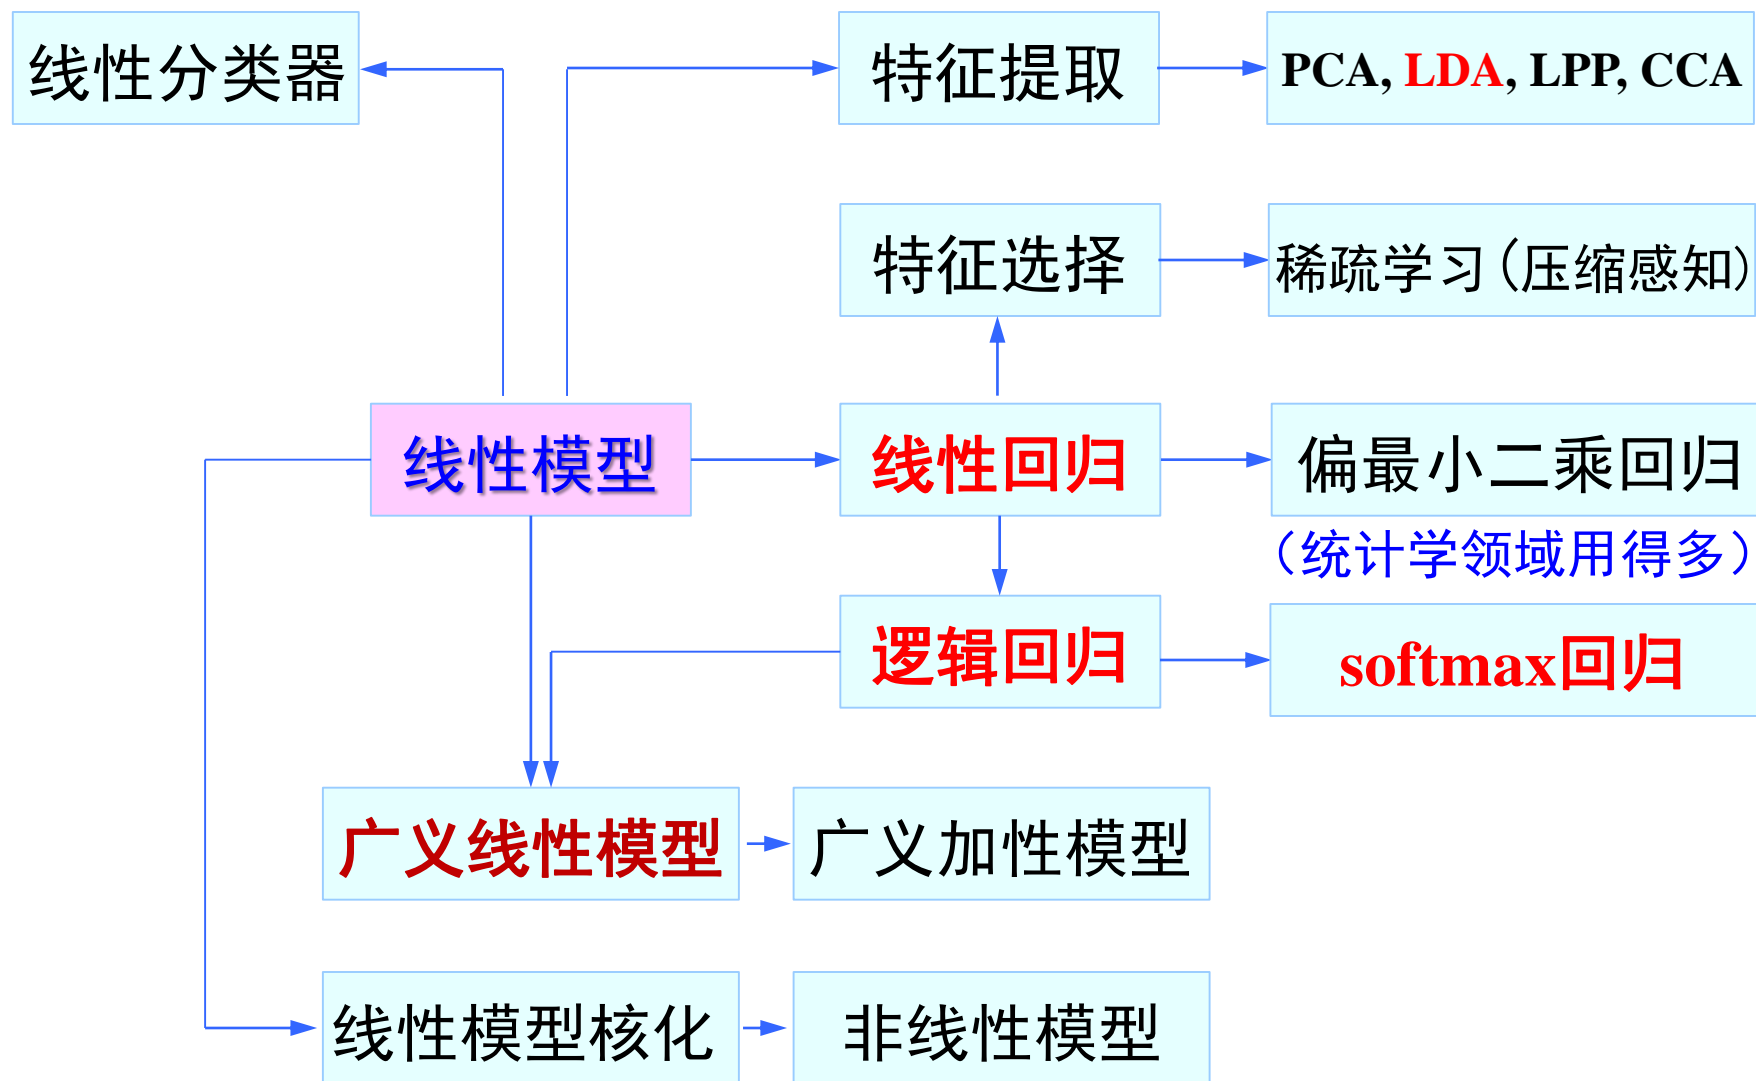 线性分类器
特征提取
PCA, LDA, LPP, CCA
特征选择
稀疏学习(压缩感知)
线性模型
线性回归
偏最小二乘回归
（统计学领域用得多）
逻辑回归
softmax回归
广义线性模型
广义加性模型
线性模型核化
非线性模型